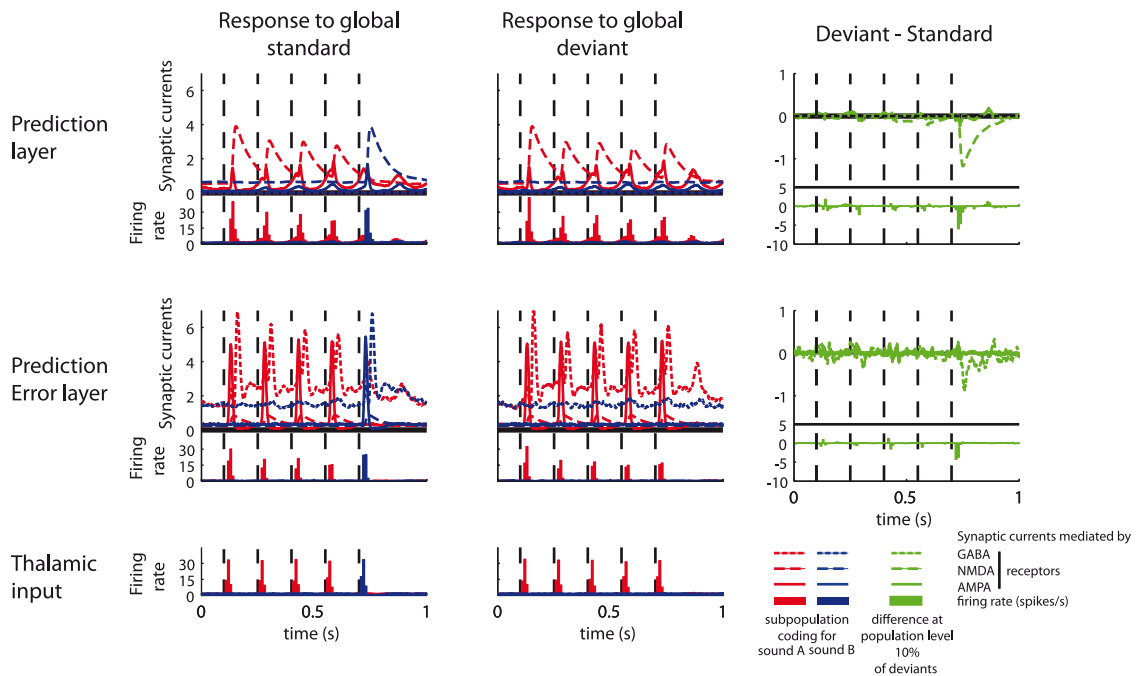 Response to global
standard
Response to global
deviant
Deviant - Standard
Prediction
layer
Synaptic currents
6
4
2
0
Firing
rate
30
15
0
1
0
-1
5
0
-5
-10
Prediction
Error layer
Synaptic currents
6
4
2
0
Firing
rate
30
15
0
1
0
-1
5
0
-5
-10
0
0.5
1
time (s)
Thalamic
input
Firing
rate
30
15
0
0
0.5
1
time (s)
0
0.5
1
time (s)
Synaptic currents mediated by
GABA
NMDA
AMPA
receptors
firing rate (spikes/s)
subpopulation
coding for
sound A sound B
difference at
population level
10%
of deviants